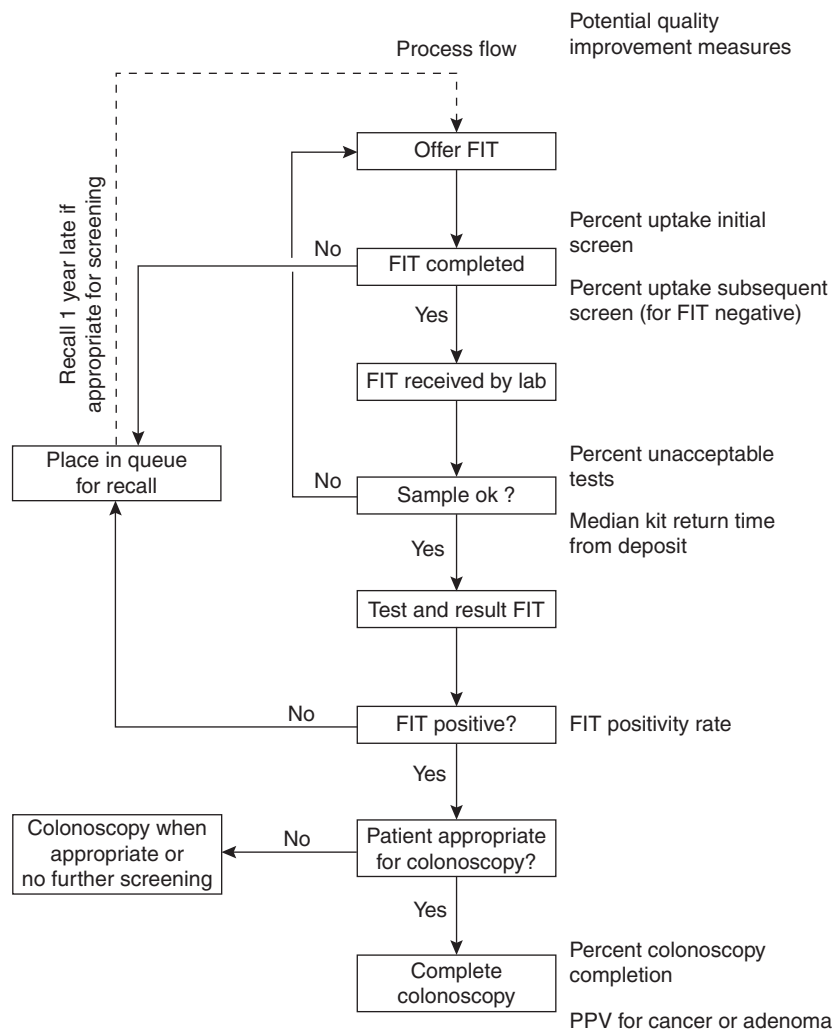 Potential quality
improvement measures
Process flow
Offer FIT
Recall 1 year late if
appropriate for screening
Percent uptake initial
screen
No
FIT completed
Percent uptake subsequent
screen (for FIT negative)
Yes
FIT received by lab
Place in queue
for recall
Percent unacceptable
tests
No
Sample ok ?
Median kit return time
from deposit
Yes
Test and result FIT
No
FIT positive?
FIT positivity rate
Yes
Colonoscopy when
appropriate or
no further screening
No
Patient appropriate
for colonoscopy?
Yes
Complete
colonoscopy
Percent colonoscopy
completion
PPV for cancer or adenoma